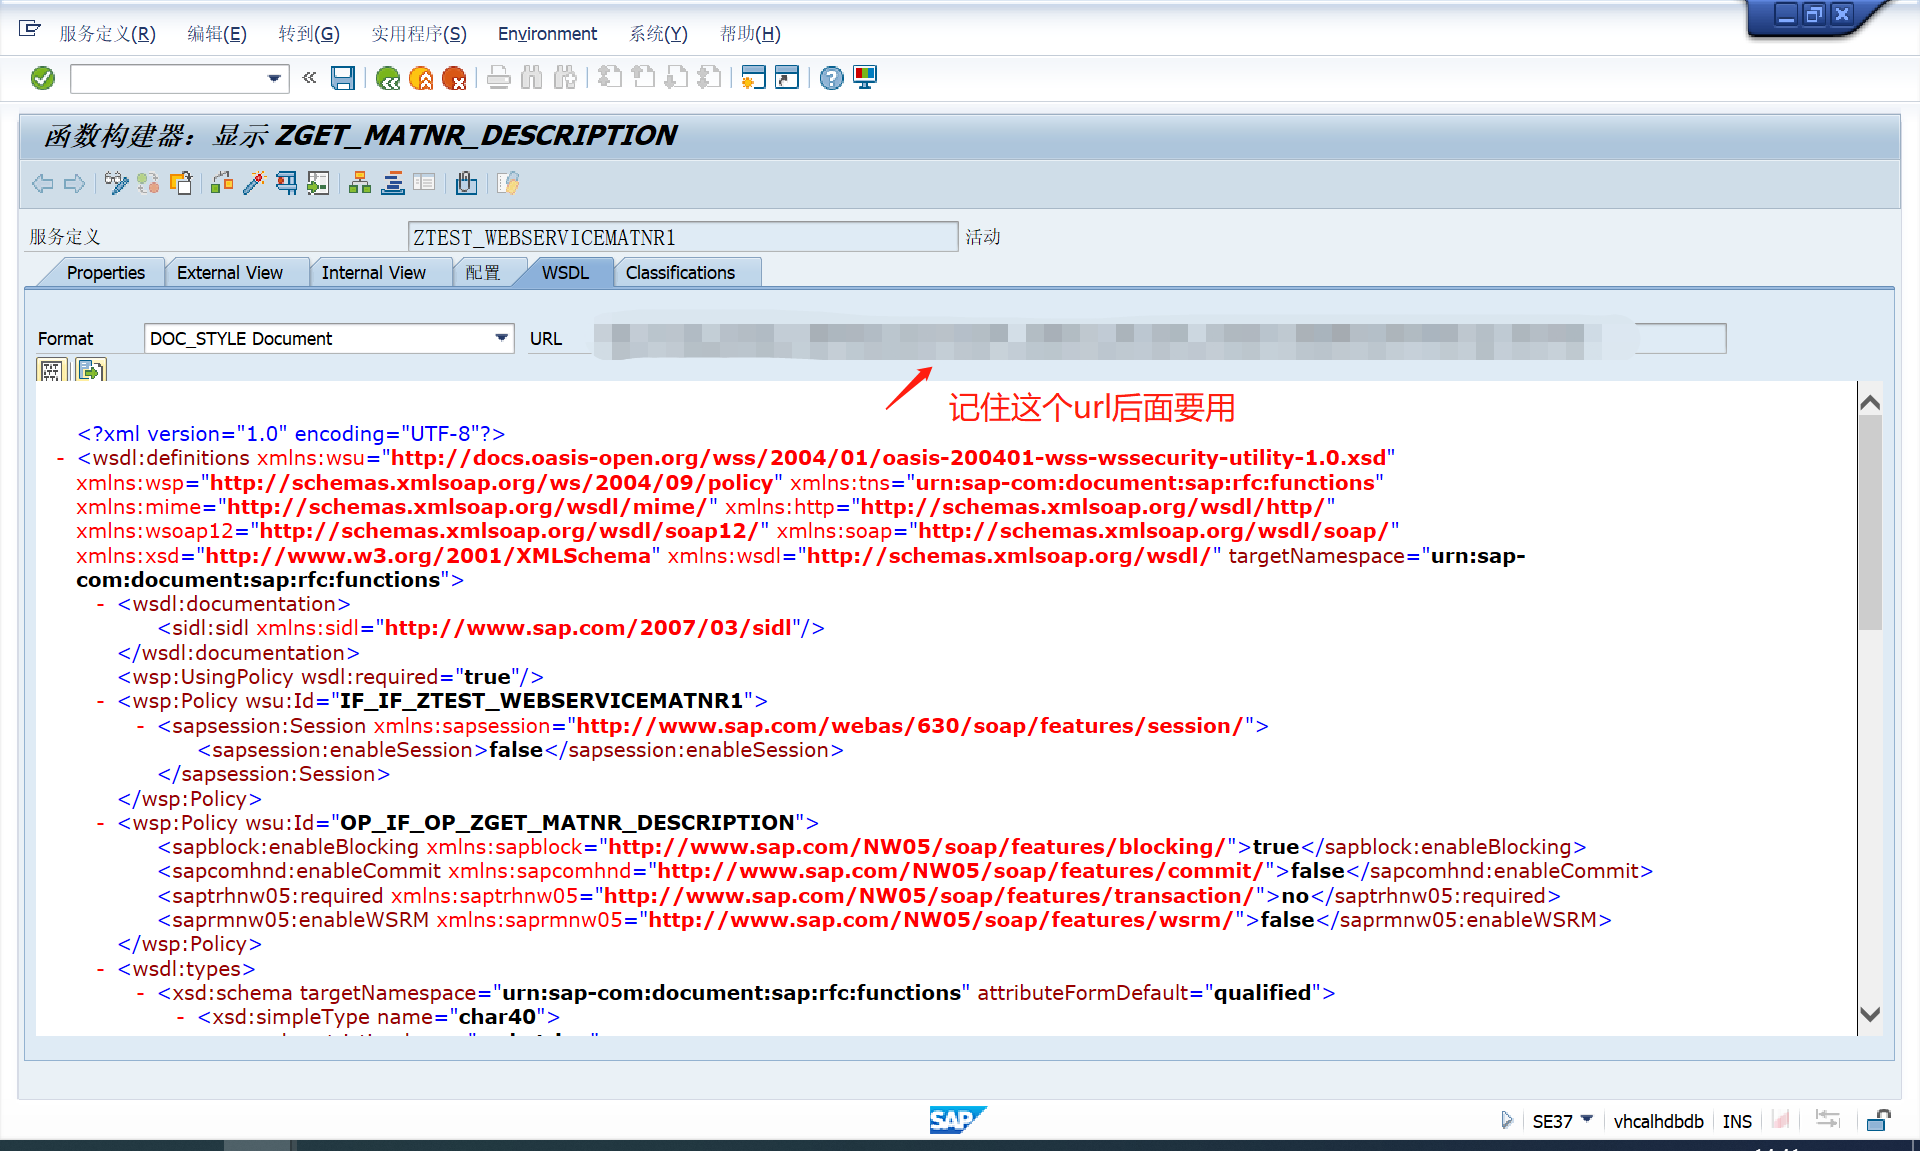 服务定义(R) 编辑(E) 转到(G) 实用程序(S) Environment 系统(Y) 帮助(H)
函数构建器：显示 ZGET_MATNR_DESCRIPTION
服务定义 ZTEST_WEBSERVICEMATNR1 活动
Properties External View Internal View 配置 WSDL Classifications
Format DOC_STYLE Document URL
记住这个url后面要用
<?xml version="1.0" encoding="UTF-8"?>
- <wsdl:definitions xmlns:wsu="http://docs.oasis-open.org/wss/2004/01/oasis-200401-wss-wssecurity-utility-1.0.xsd"
xmlns:wsp="http://schemas.xmlsoap.org/ws/2004/09/policy" xmlns:tns="urn:sap-com:document:sap:rfc:functions"
xmlns:mime="http://schemas.xmlsoap.org/wsdl/mime/" xmlns:http="http://schemas.xmlsoap.org/wsdl/http/"
xmlns:wsoap12="http://schemas.xmlsoap.org/wsdl/soap12/" xmlns:soap="http://schemas.xmlsoap.org/wsdl/soap/"
xmlns:xsd="http://www.w3.org/2001/XMLSchema" xmlns:wsdl="http://schemas.xmlsoap.org/wsdl/" targetNamespace="urn:sap-
com:document:sap:rfc:functions">
- <wsdl:documentation>
<sidl:sidl xmlns:sidl="http://www.sap.com/2007/03/sidl"/>
</wsdl:documentation>
<wsp:UsingPolicy wsdl:required="true"/>
- <wsp:Policy wsu:Id="IF_IF_ZTEST_WEBSERVICEMATNR1">
- <sapsession:Session xmlns:sapsession="http://www.sap.com/webas/630/soap/features/session/">
<sapsession:enableSession>false</sapsession:enableSession>
</sapsession:Session>
</wsp:Policy>
- <wsp:Policy wsu:Id="OP_IF_OP_ZGET_MATNR_DESCRIPTION">
<sapblock:enableBlocking xmlns:sapblock="http://www.sap.com/NW05/soap/features/blocking/">true</sapblock:enableBlocking>
<sapcomhnd:enableCommit xmlns:sapcomhnd="http://www.sap.com/NW05/soap/features/commit/">false</sapcomhnd:enableCommit>
<saptrhnw05:required xmlns:saptrhnw05="http://www.sap.com/NW05/soap/features/transaction/">no</saptrhnw05:required>
<saprmnw05:enableWSRM xmlns:saprmnw05="http://www.sap.com/NW05/soap/features/wsrm/">false</saprmnw05:enableWSRM>
</wsp:Policy>
- <wsdl:types>
- <xsd:schema targetNamespace="urn:sap-com:document:sap:rfc:functions" attributeFormDefault="qualified">
- <xsd:simpleType name="char40">
SAP
SE37 vhcalhdbdb INS